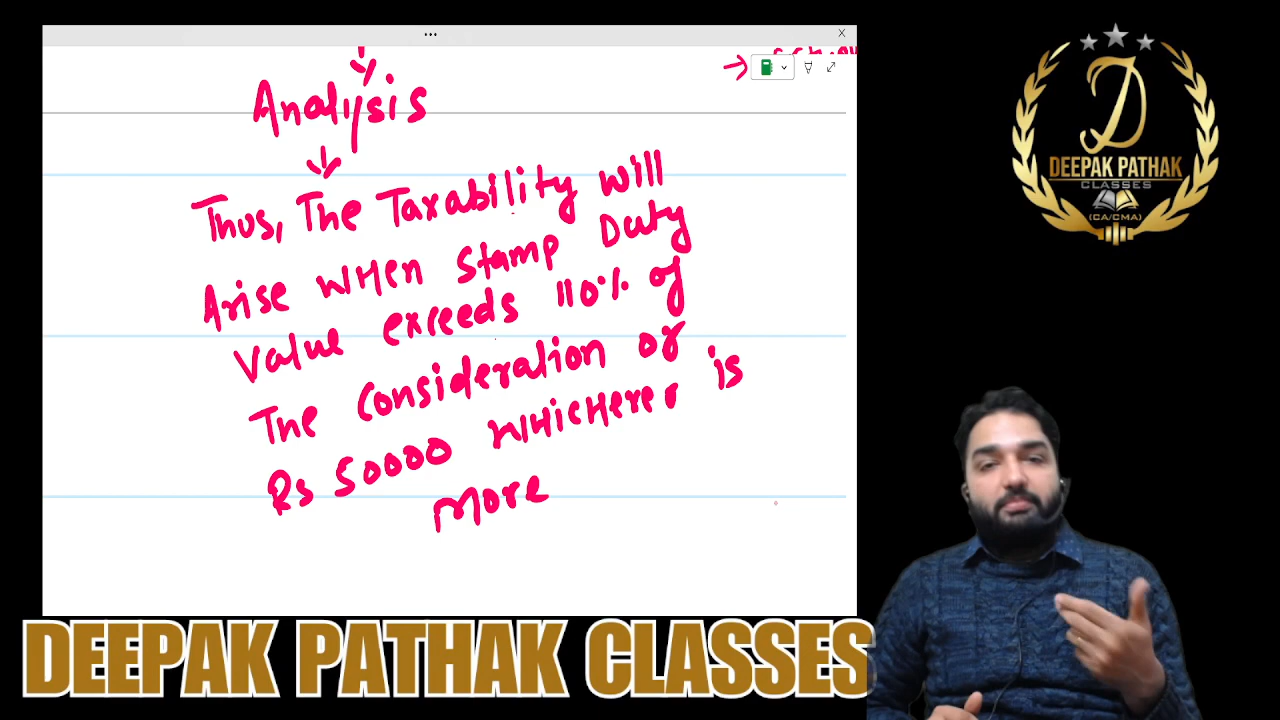 Analysis
Thus, The Taxability will
Arise WHEN Stamp Duty
Value exceeds 110% of
The Consideration or
Rs 50000 WHicHever is
More
D
DEEPAK PATHAK
CLASSES
(CA/CMA)
DEEPAK PATHAK CLASSES